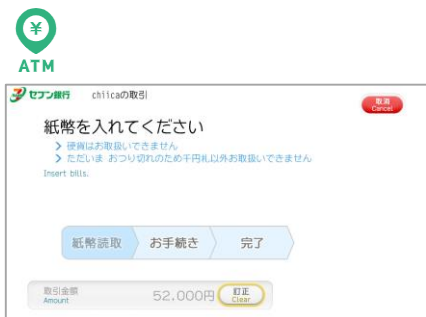 ¥
ATM
セブン銀行 chiicaの取引
取消
Cancel
紙幣を入れてください
硬貨はお取扱いできません
ただいま おつり切れのため千円札以外お取扱いできません
Insert bills.
紙幣読取 お手続き 完了
取引金額 52,000円 訂正
Amount Clear